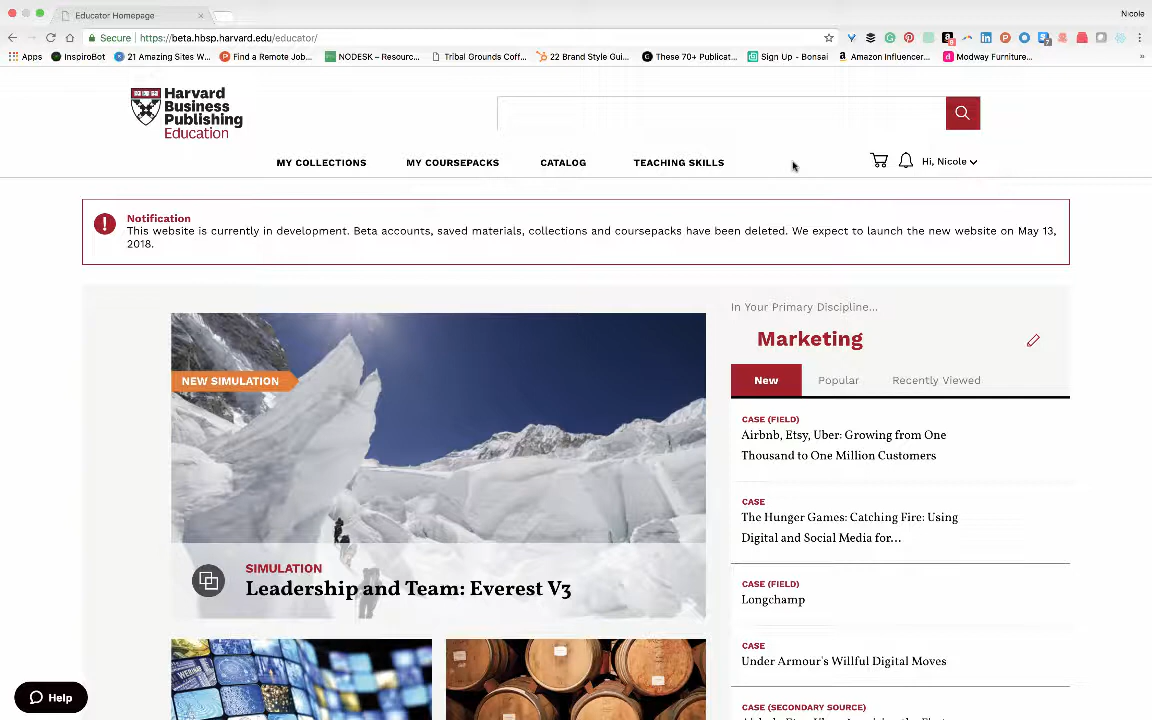 Educator Homepage
Nicole
Secure
https://beta.hbsp.harvard.edu/educator/
Apps
InspiroBot
21 Amazing Sites W...
Find a Remote Job...
NODESK – Resourc...
Tribal Grounds Coff...
22 Brand Style Gui...
These 70+ Publicat...
Sign Up - Bonsai
Amazon Influencer...
Modway Furniture...
Harvard
Business
Publishing
Education
MY COLLECTIONS
MY COURSEPACKS
CATALOG
TEACHING SKILLS
Hi, Nicole
Notification
This website is currently in development. Beta accounts, saved materials, collections and coursepacks have been deleted. We expect to launch the new website on May 13,
2018.
NEW SIMULATION
SIMULATION
Leadership and Team: Everest V3
In Your Primary Discipline...
Marketing
New
Popular
Recently Viewed
CASE (FIELD)
Airbnb, Etsy, Uber: Growing from One
Thousand to One Million Customers
CASE
The Hunger Games: Catching Fire: Using
Digital and Social Media for...
CASE (FIELD)
Longchamp
CASE
Under Armour's Willful Digital Moves
CASE (SECONDARY SOURCE)
Help